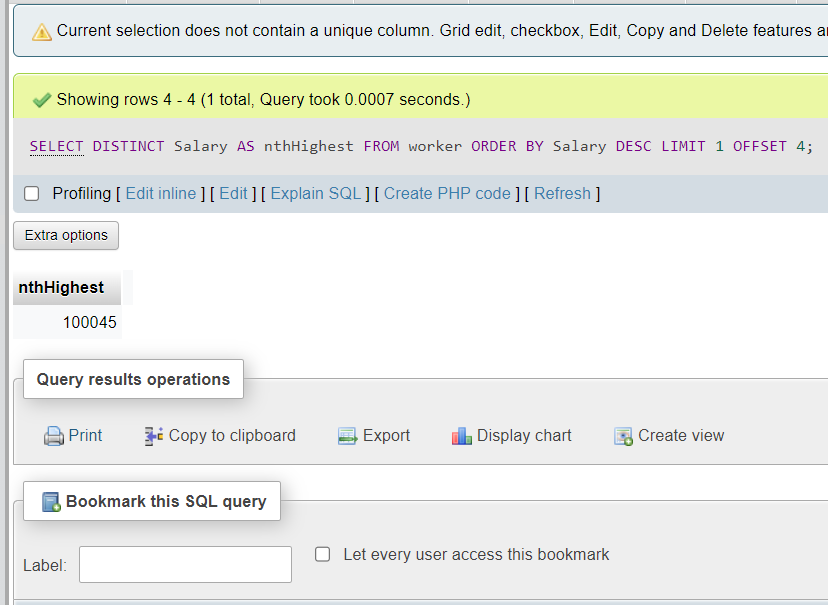 Current selection does not contain a unique column. Grid edit, checkbox, Edit, Copy and Delete features
Showing rows 4 - 4 (1 total, Query took 0.0007 seconds.)
SELECT DISTINCT Salary AS nthHighest FROM worker ORDER BY Salary DESC LIMIT 1 OFFSET 4;
Profiling [ Edit inline ] [ Edit ] [ Explain SQL ] [ Create PHP code ] [ Refresh ]
Extra options
nthHighest
100045
Query results operations
Print Copy to clipboard Export Display chart Create view
Bookmark this SQL query
Label: Let every user access this bookmark